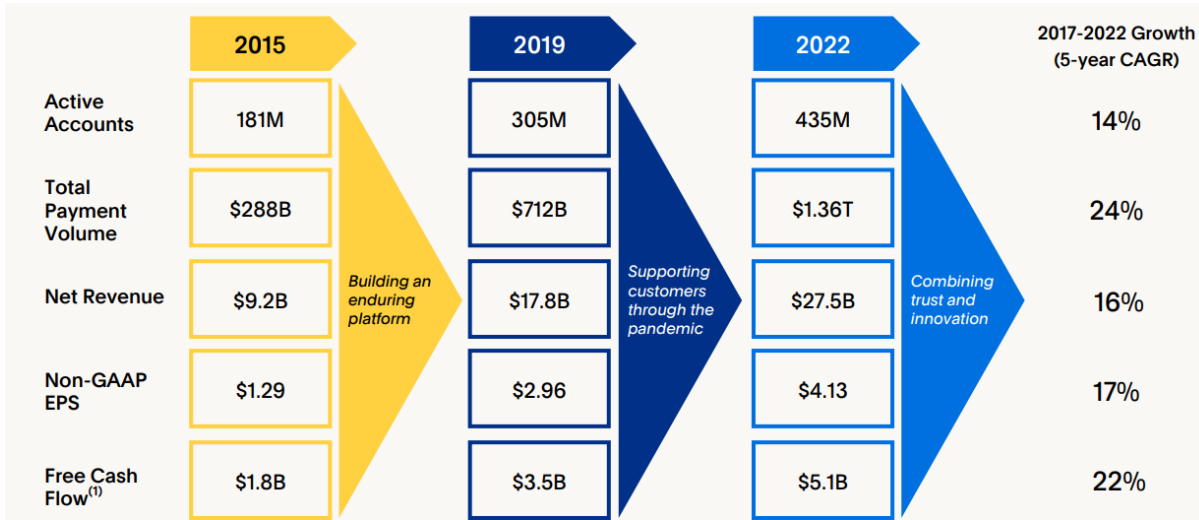 2015
2019
2022
2017-2022 Growth
(5-year CAGR)
Active
Accounts
181M
305M
435M
14%
Total
Payment
Volume
$288B
$712B
$1.36T
24%
Net Revenue
$9.2B
Building an
enduring
platform
$17.8B
Supporting
customers
through the
pandemic
$27.5B
Combining
trust and
innovation
16%
Non-GAAP
EPS
$1.29
$2.96
$4.13
17%
Free Cash
Flow(1)
$1.8B
$3.5B
$5.1B
22%